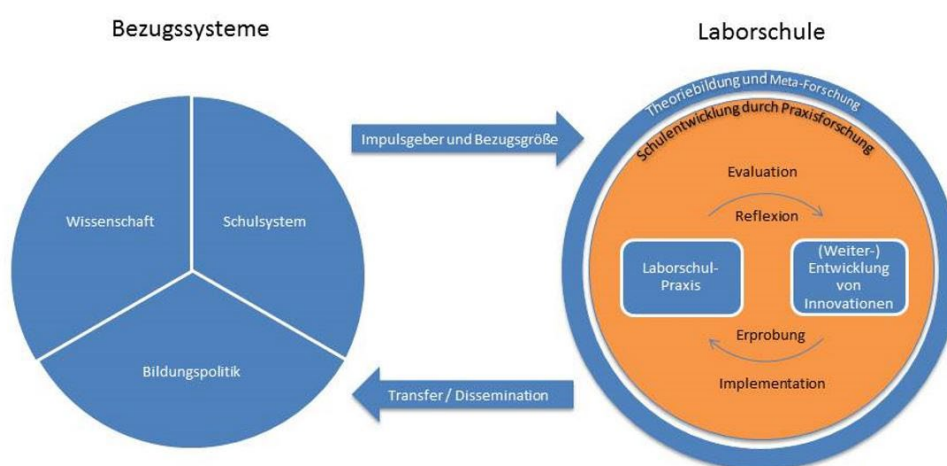 Bezugssysteme
Laborschule
Wissenschaft
Schulsystem
Bildungspolitik
Impulsgeber und Bezugsgröße
Transfer / Dissemination
Theoriebildung und Meta-Forschung
Schulentwicklung durch Praxisforschung
Evaluation
Reflexion
Laborschul-
Praxis
(Weiter-)
Entwicklung
von
Innovationen
Erprobung
Implementation